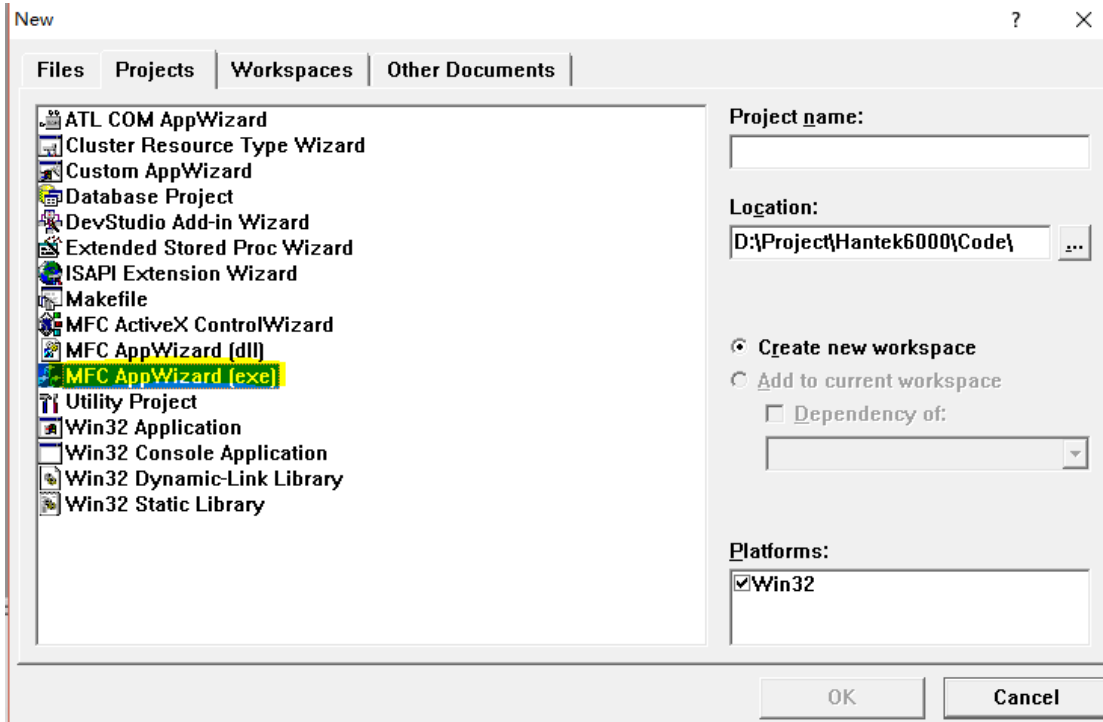 New
Files Projects Workspaces Other Documents
ATL COM AppWizard
Cluster Resource Type Wizard
Custom AppWizard
Database Project
DevStudio Add-in Wizard
Extended Stored Proc Wizard
ISAPI Extension Wizard
Makefile
MFC ActiveX ControlWizard
MFC AppWizard (dll)
MFC AppWizard (exe)
Utility Project
Win32 Application
Win32 Console Application
Win32 Dynamic-Link Library
Win32 Static Library
Project name:
Location:
D:\Project\Hantek6000\Code\
...
Create new workspace
Add to current workspace
Dependency of:
Platforms:
Win32
OK Cancel